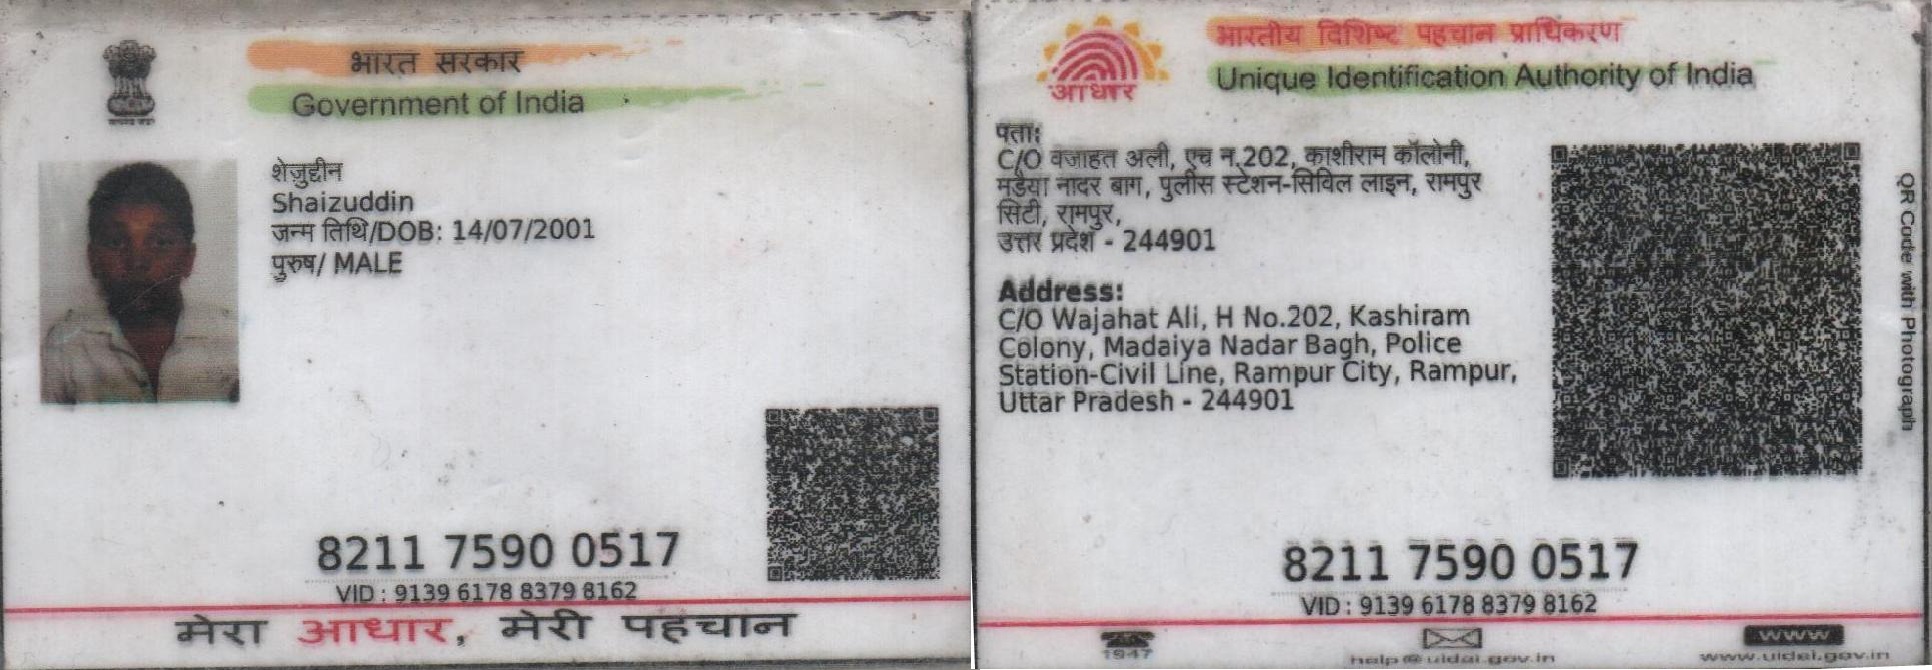 भारत सरकार
Government of India
शेज़ुद्दीन
Shaizuddin
जन्म तिथि/DOB: 14/07/2001
पुरुष/ MALE
8211 7590 0517
VID : 9139 6178 8379 8162
मेरा आधार, मेरी पहचान
भारतीय विशिष्ट पहचान प्राधिकरण
Unique Identification Authority of India
आधार
पता:
C/O वजाहत अली, एच न.202, काशीराम कॉलोनी,
मड़ैया नादर बाग, पुलीस स्टेशन-सिविल लाइन, रामपुर
सिटी, रामपुर,
उत्तर प्रदेश - 244901
Address:
C/O Wajahat Ali, H No.202, Kashiram
Colony, Madaiya Nadar Bagh, Police
Station-Civil Line, Rampur City, Rampur,
Uttar Pradesh - 244901
QR Code with Photograph
8211 7590 0517
VID : 9139 6178 8379 8162
1947
help@uidai.gov.in
www
www.uidai.gov.in